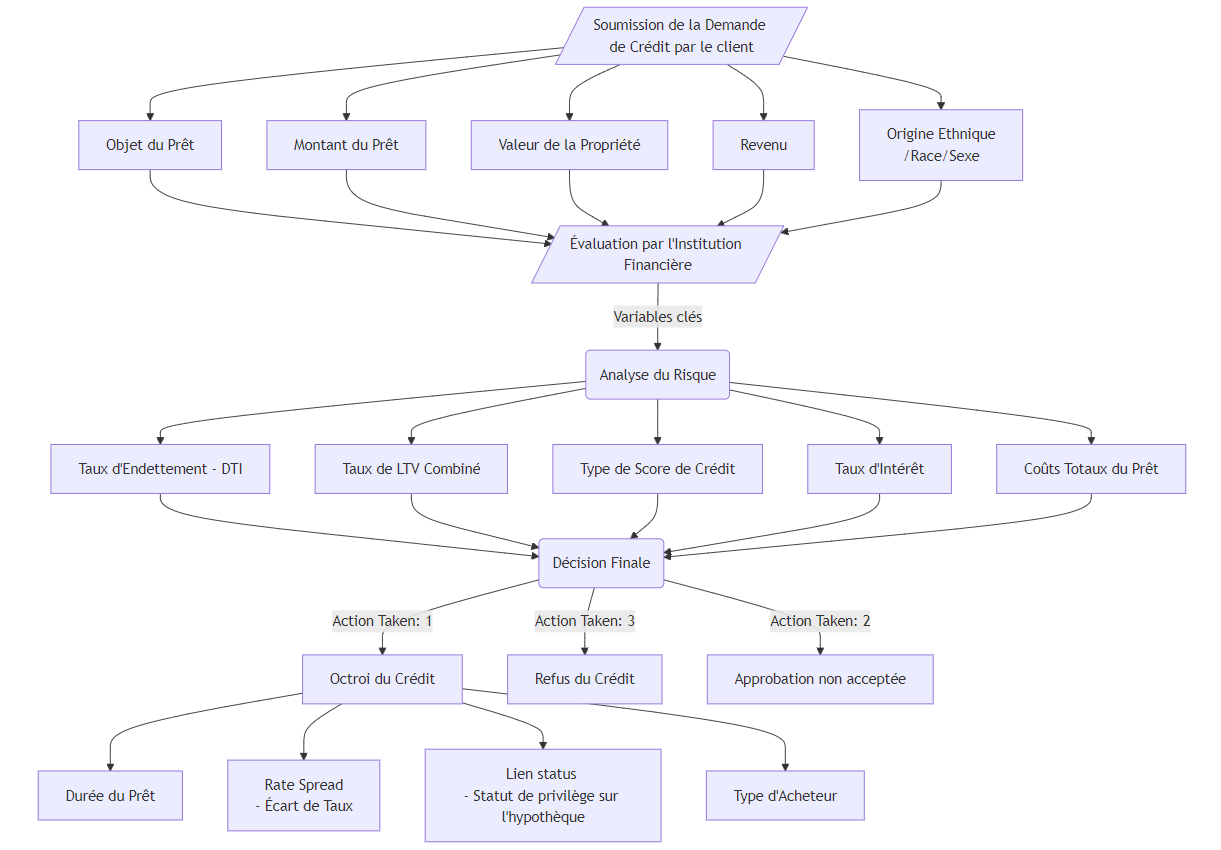 Soumission de la Demande
de Crédit par le client
Objet du Prêt
Montant du Prêt
Valeur de la Propriété
Revenu
Origine Ethnique
/Race/Sexe
Évaluation par l'Institution
Financière
Variables clés
Analyse du Risque
Taux d'Endettement - DTI
Taux de LTV Combiné
Type de Score de Crédit
Taux d'Intérêt
Coûts Totaux du Prêt
Décision Finale
Action Taken: 1
Action Taken: 3
Action Taken: 2
Octroi du Crédit
Refus du Crédit
Approbation non acceptée
Durée du Prêt
Rate Spread
- Écart de Taux
Lien status
- Statut de privilège sur
l'hypothèque
Type d'Acheteur